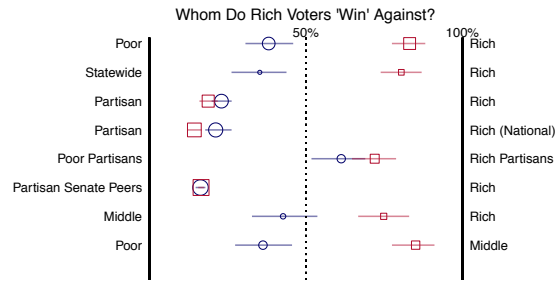 Whom Do Rich Voters 'Win' Against?
50%
100%
Poor Rich
Statewide Rich
Partisan Rich
Partisan Rich (National)
Poor Partisans Rich Partisans
Partisan Senate Peers Rich
Middle Rich
Poor Middle